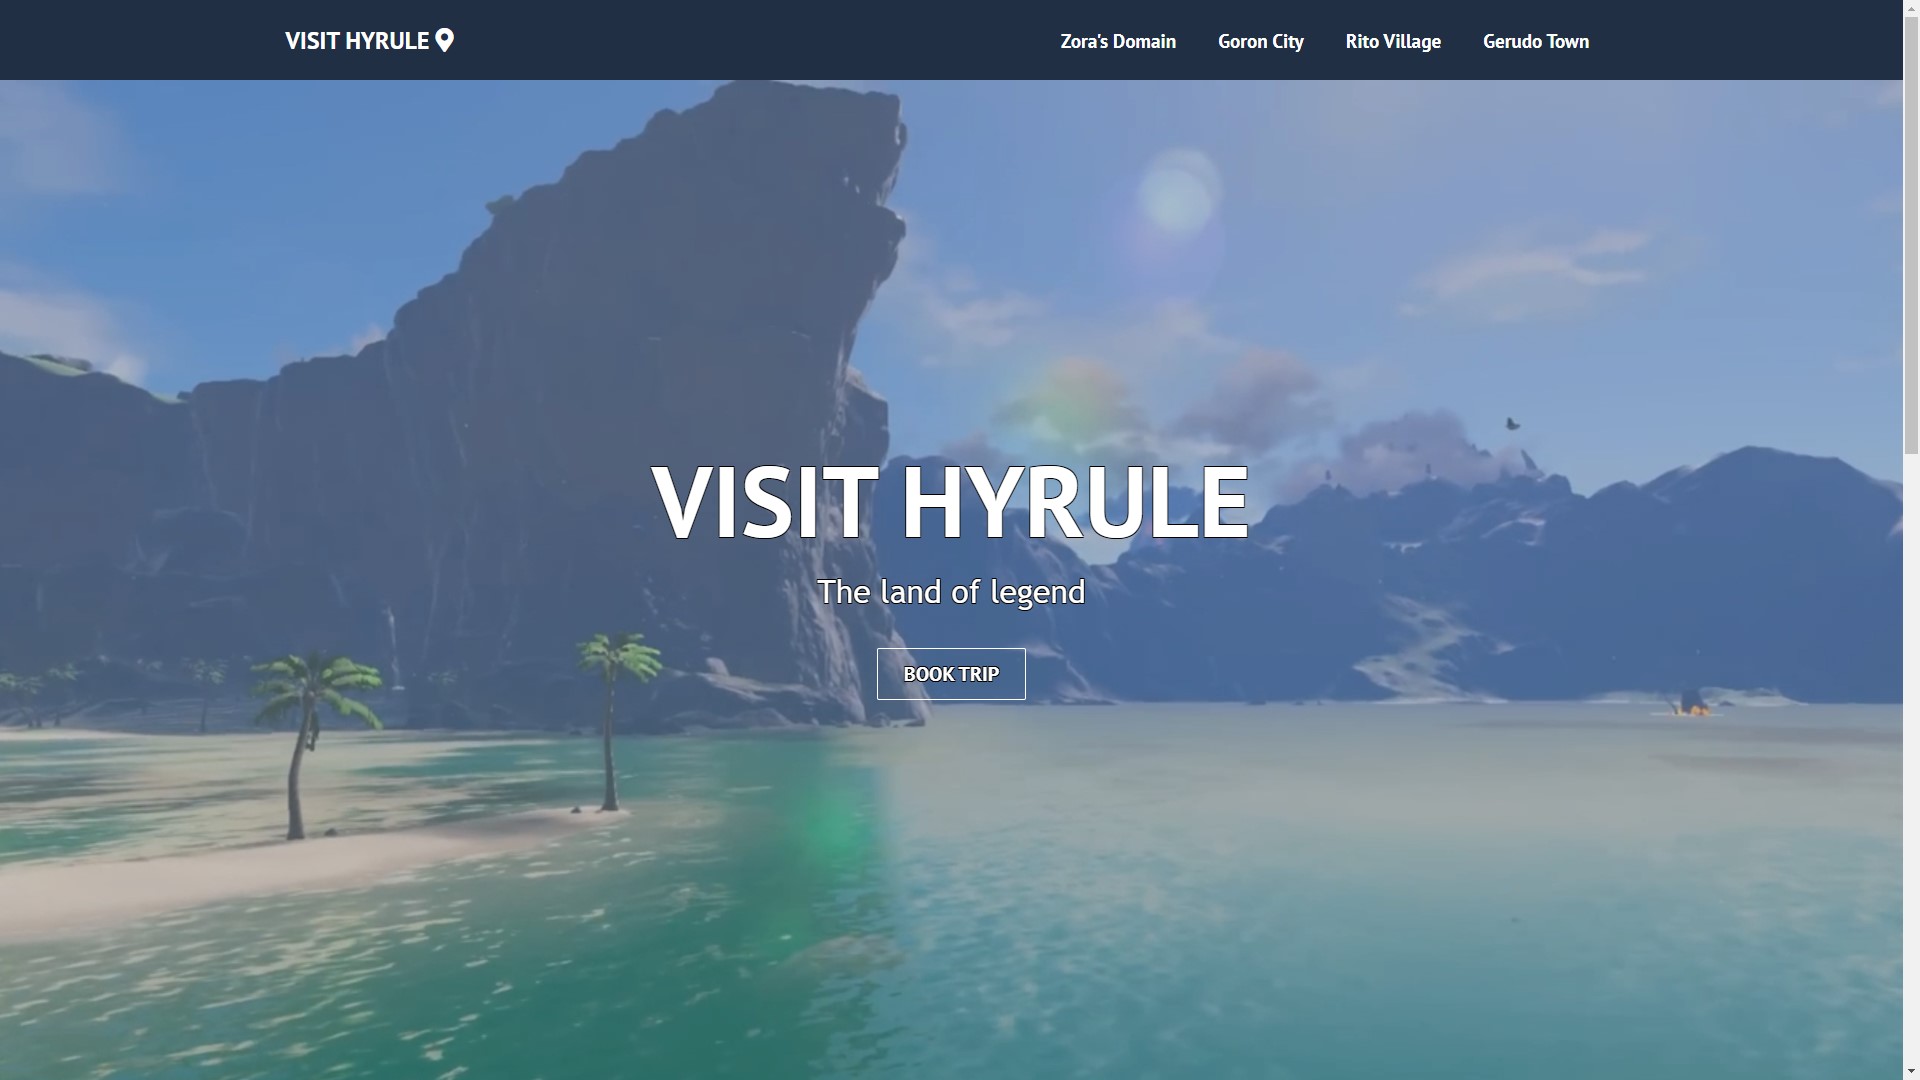 VISIT HYRULE
Zora's Domain
Goron City
Rito Village
Gerudo Town
VISIT HYRULE
The land of legend
BOOK TRIP